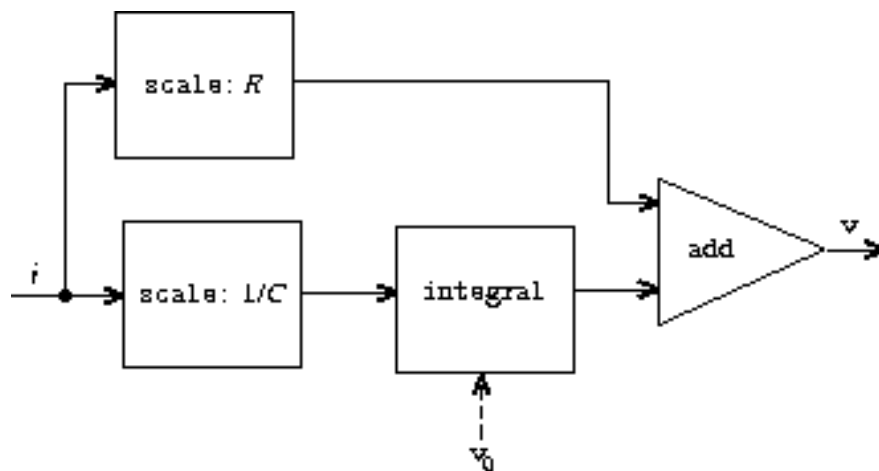 scale: R
i
scale: 1/C
integral
add
v
v₀